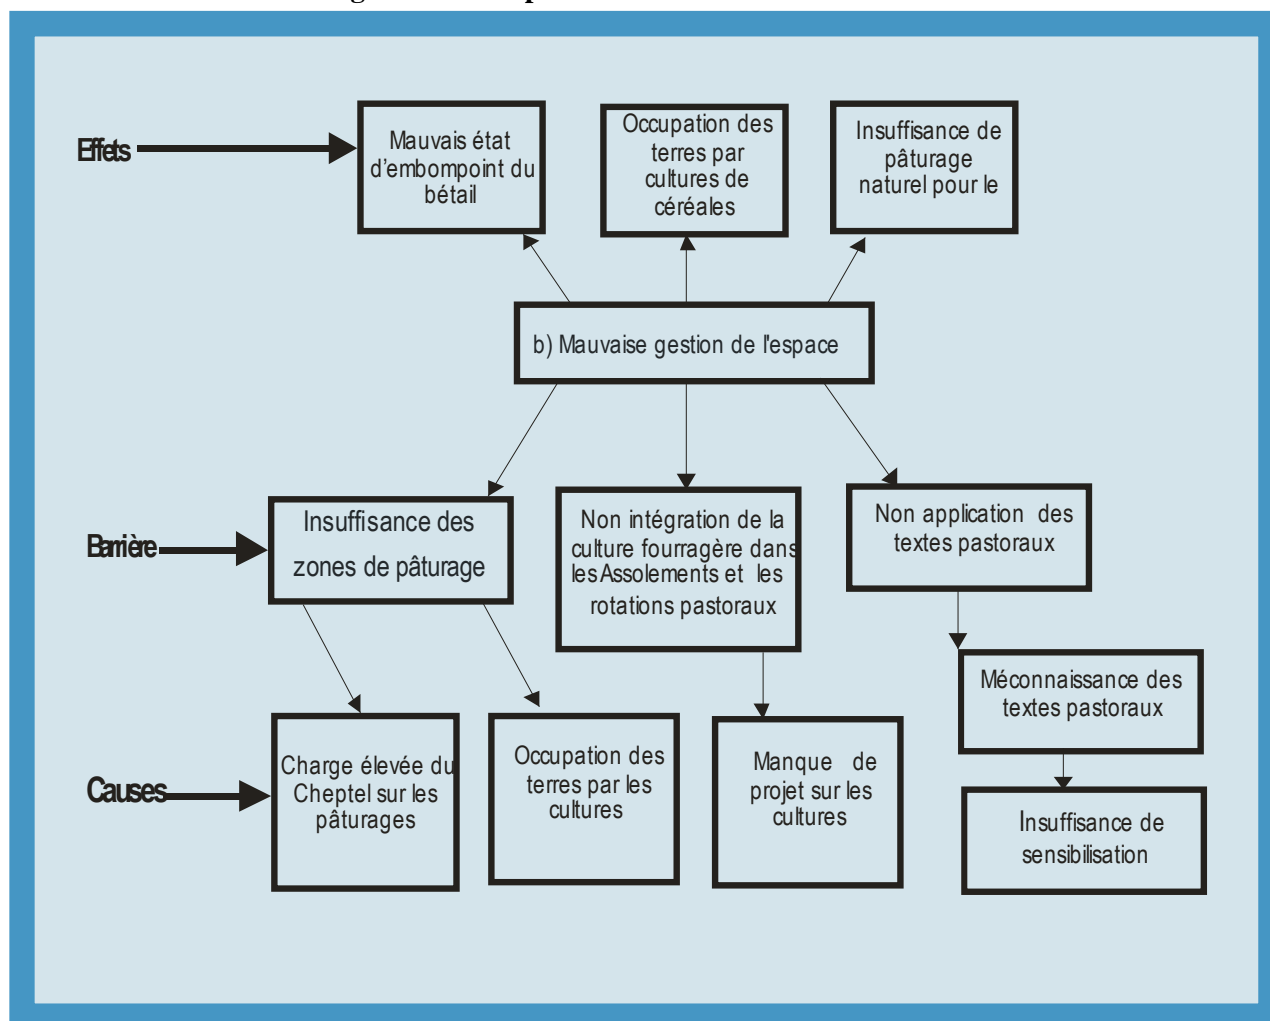 Effets
Mauvais état
d'embompoint du
bétail
Occupation des
terres par
cultures de
céréales
Insuffisance de
pâturage
naturel pour le
b) Mauvaise gestion de l'espace
Barrière
Insuffisance des
zones de pâturage
Non intégration de la
culture fourragère dans
les Assolements et les
rotations pastoraux
Non application des
textes pastoraux
Méconnaissance des
textes pastoraux
Causes
Charge élevée du
Cheptel sur les
pâturages
Occupation des
terres par les
cultures
Manque de
projet sur les
cultures
Insuffisance de
sensibilisation